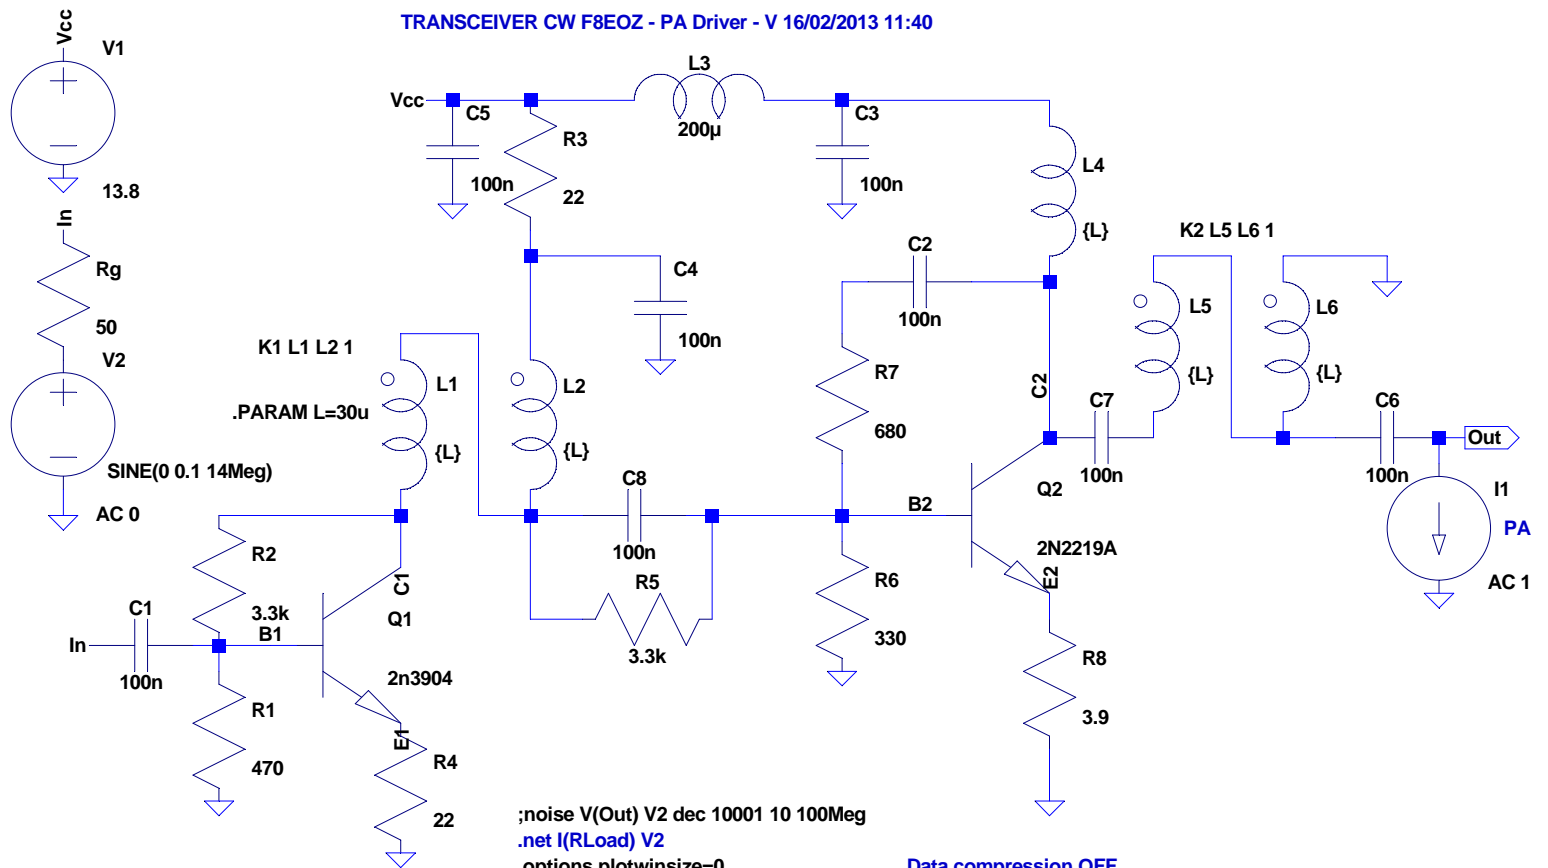 TRANSCEIVER CW F8EOZ - PA Driver - V 16/02/2013 11:40
Vcc
V1
13.8
In
Rg
50
V2
SINE(0 0.1 14Meg)
AC 0
Vcc
C5
100n
R3
22
L3
200µ
C3
100n
L4
{L}
C4
100n
C2
100n
K2 L5 L6 1
L5
{L}
L6
{L}
K1 L1 L2 1
.PARAM L=30u
L1
{L}
L2
{L}
R7
680
C2
C7
100n
C6
100n
Out
I1
PA
AC 1
C8
100n
R5
3.3k
B2
Q2
2N2219A
E2
R6
330
R8
3.9
R2
3.3k
C1
Q1
2n3904
E1
In
C1
100n
B1
R1
470
R4
22
;noise V(Out) V2 dec 10001 10 100Meg
.net I(RLoad) V2
.options plotwinsize=0
Data compression OFF